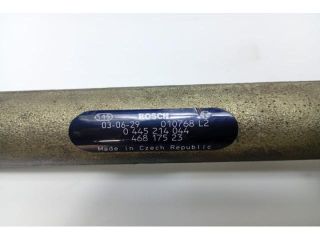 BOSCH
03-06-29 010768 L2
0 445 214 044
468 175 23
Made in Czech Republic